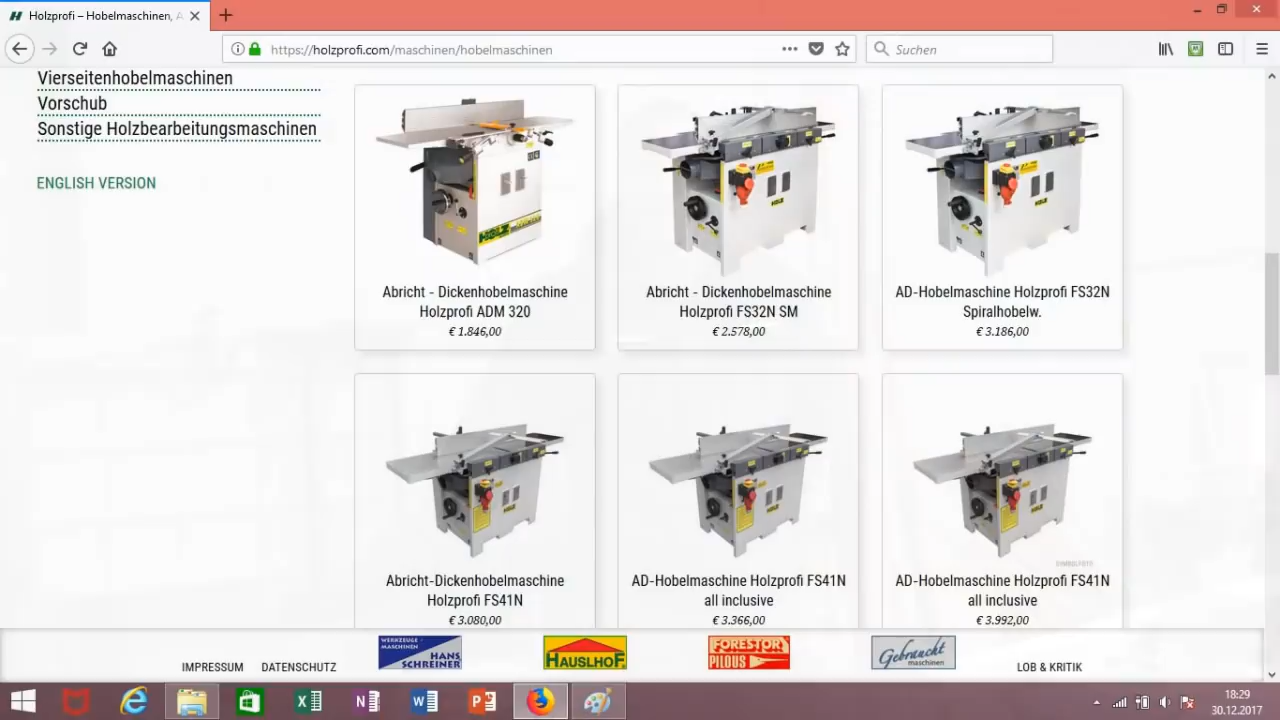 Holzprofi – Hobelmaschinen, A
https://holzprofi.com/maschinen/hobelmaschinen
Suchen
Vierseitenhobelmaschinen
Vorschub
Sonstige Holzbearbeitungsmaschinen
ENGLISH VERSION
Abricht - Dickenhobelmaschine
Holzprofi ADM 320
€ 1.846,00
Abricht - Dickenhobelmaschine
Holzprofi FS32N SM
€ 2.578,00
AD-Hobelmaschine Holzprofi FS32N
Spiralhobelw.
€ 3.186,00
Abricht-Dickenhobelmaschine
Holzprofi FS41N
€ 3.080,00
AD-Hobelmaschine Holzprofi FS41N
all inclusive
€ 3.366,00
SYMBOLFOTO
AD-Hobelmaschine Holzprofi FS41N
all inclusive
€ 3.992,00
IMPRESSUM
DATENSCHUTZ
WERKZEUGE
MASCHINEN
HANS
SCHREINER
HAUSLHOF
FORESTOR
PILOUS
Gebraucht
maschinen
LOB & KRITIK
18:29
30.12.2017